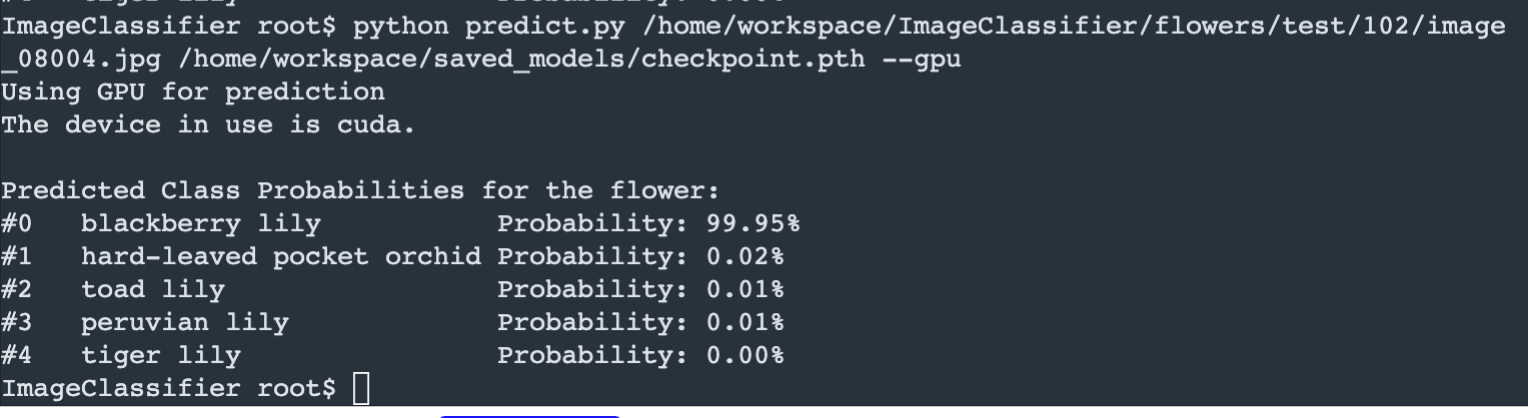 ImageClassifier root$ python predict.py /home/workspace/ImageClassifier/flowers/test/102/image
_08004.jpg /home/workspace/saved_models/checkpoint.pth --gpu
Using GPU for prediction
The device in use is cuda.
Predicted Class Probabilities for the flower:
#0   blackberry lily           Probability: 99.95%
#1   hard-leaved pocket orchid Probability: 0.02%
#2   toad lily                 Probability: 0.01%
#3   peruvian lily             Probability: 0.01%
#4   tiger lily                Probability: 0.00%
ImageClassifier root$